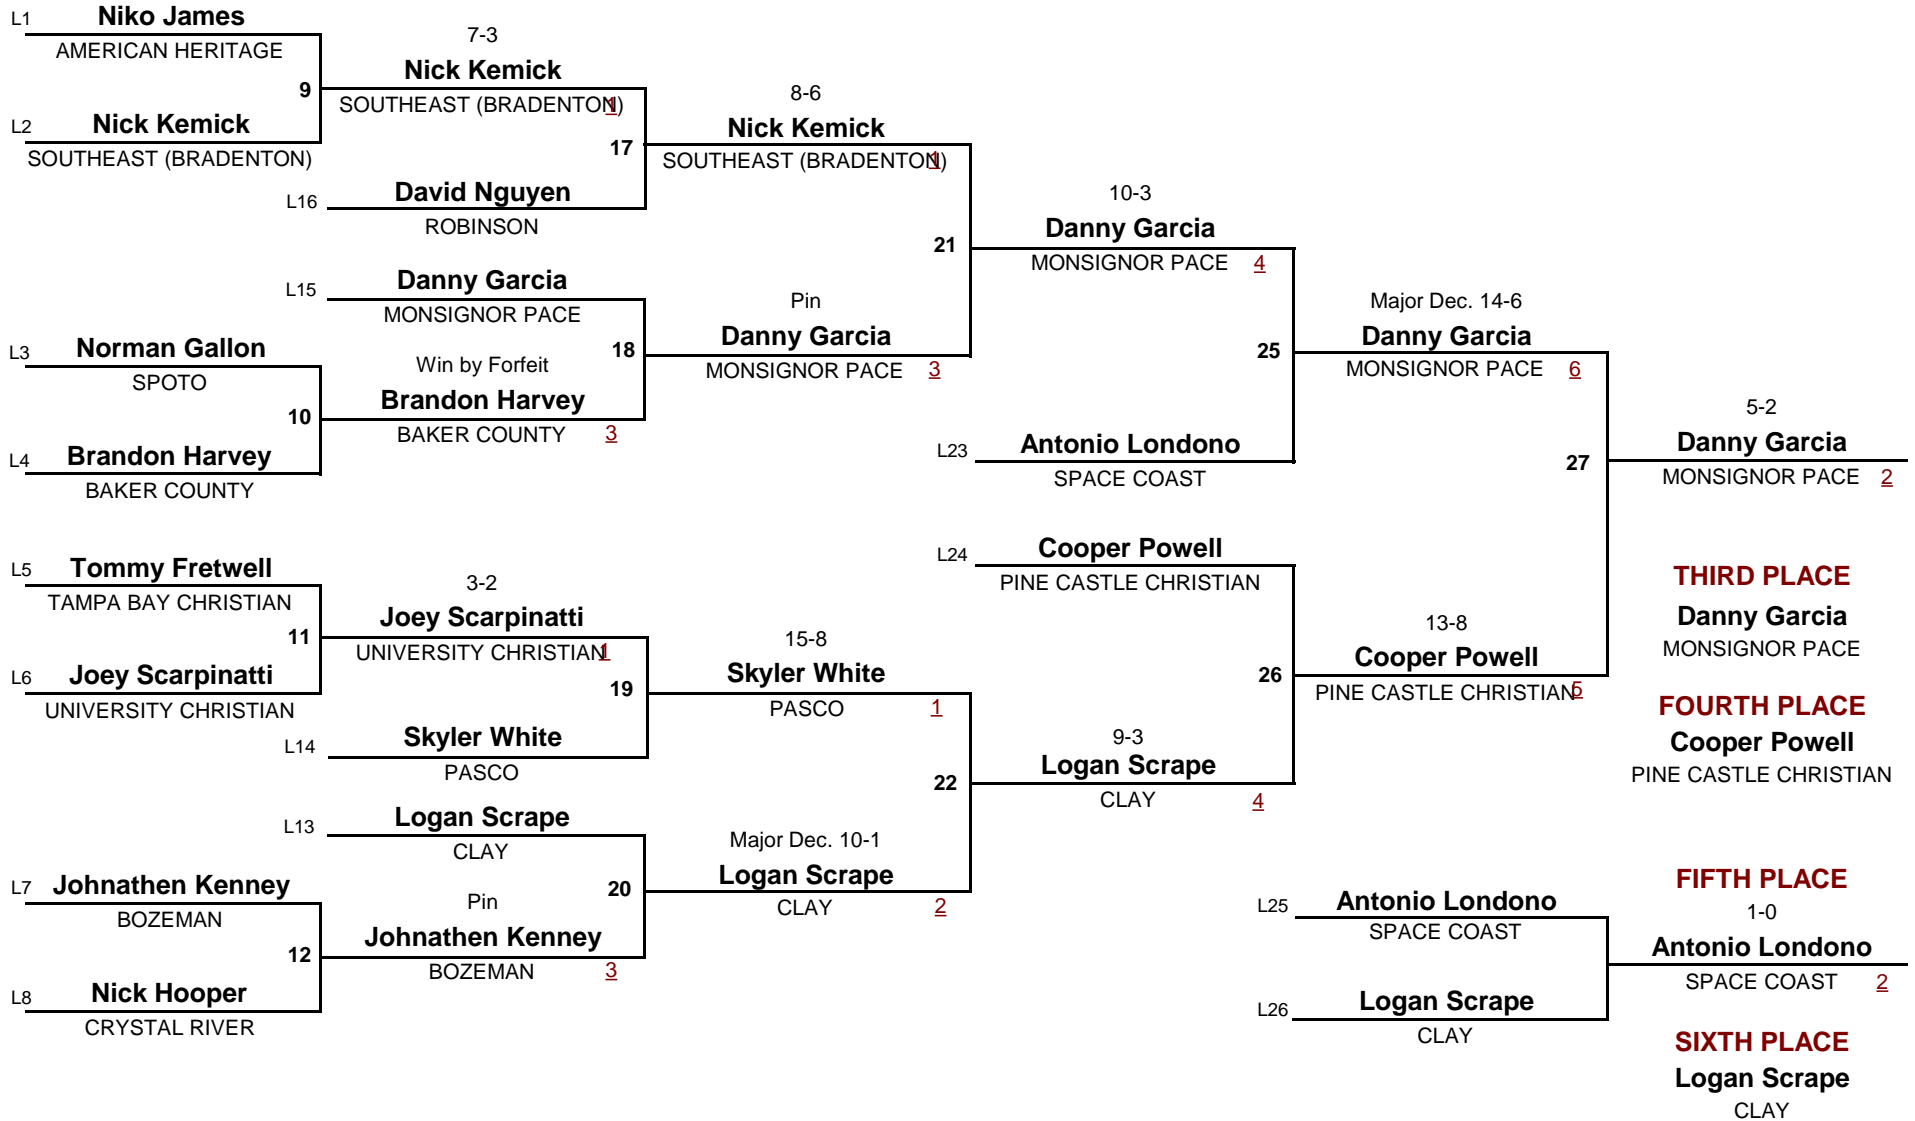 L1 Niko James
AMERICAN HERITAGE
9
L2 Nick Kemick
SOUTHEAST (BRADENTON)
7-3
Nick Kemick
SOUTHEAST (BRADENTON) 1
17
L16 David Nguyen
ROBINSON
8-6
Nick Kemick
SOUTHEAST (BRADENTON) 1
21
L15 Danny Garcia
MONSIGNOR PACE
18
L3 Norman Gallon
SPOTO
10
L4 Brandon Harvey
BAKER COUNTY
Win by Forfeit
Brandon Harvey
BAKER COUNTY 3
Pin
Danny Garcia
MONSIGNOR PACE 3
10-3
Danny Garcia
MONSIGNOR PACE 4
25
L23 Antonio Londono
SPACE COAST
Major Dec. 14-6
Danny Garcia
MONSIGNOR PACE 6
27
5-2
Danny Garcia
MONSIGNOR PACE 2
L5 Tommy Fretwell
TAMPA BAY CHRISTIAN
11
L6 Joey Scarpinatti
UNIVERSITY CHRISTIAN
3-2
Joey Scarpinatti
UNIVERSITY CHRISTIAN 1
19
L14 Skyler White
PASCO
15-8
Skyler White
PASCO 1
22
L13 Logan Scrape
CLAY
20
L7 Johnathen Kenney
BOZEMAN
12
L8 Nick Hooper
CRYSTAL RIVER
Pin
Johnathen Kenney
BOZEMAN 3
Major Dec. 10-1
Logan Scrape
CLAY 2
L24 Cooper Powell
PINE CASTLE CHRISTIAN
26
9-3
Logan Scrape
CLAY 4
13-8
Cooper Powell
PINE CASTLE CHRISTIAN 5
THIRD PLACE
Danny Garcia
MONSIGNOR PACE
FOURTH PLACE
Cooper Powell
PINE CASTLE CHRISTIAN
L25 Antonio Londono
SPACE COAST
L26 Logan Scrape
CLAY
FIFTH PLACE
1-0
Antonio Londono
SPACE COAST 2
SIXTH PLACE
Logan Scrape
CLAY